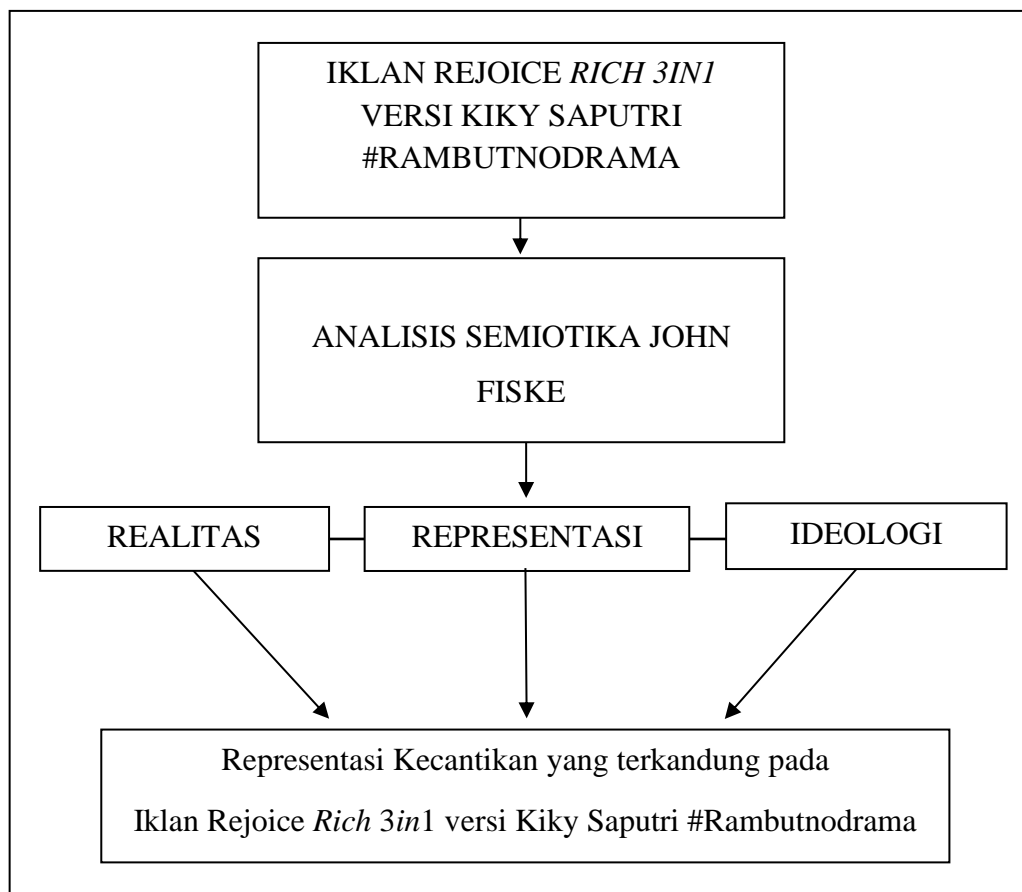 IKLAN REJOICE RICH 3IN1
VERSI KIKY SAPUTRI
#RAMBUTNODRAMA
ANALISIS SEMIOTIKA JOHN
FISKE
REALITAS
REPRESENTASI
IDEOLOGI
Representasi Kecantikan yang terkandung pada
Iklan Rejoice Rich 3in1 versi Kiky Saputri #Rambutnodrama